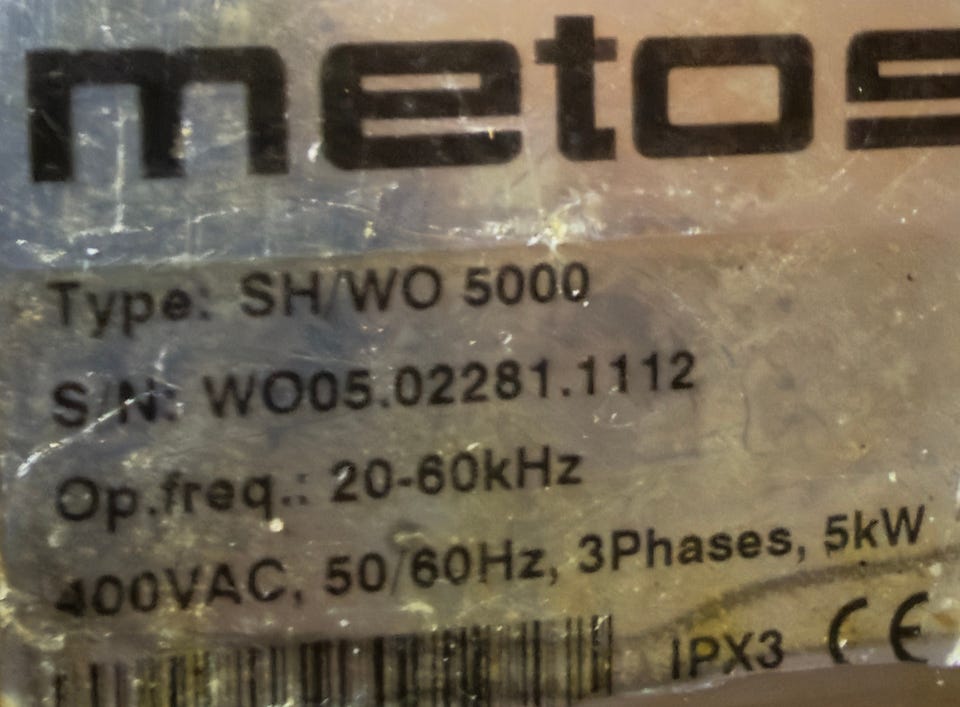 metos
Type: SH/WO 5000
S/N: WO05.02281.1112
Op.freq.: 20-60kHz
400VAC, 50/60Hz, 3Phases, 5kW
IPX3 CE